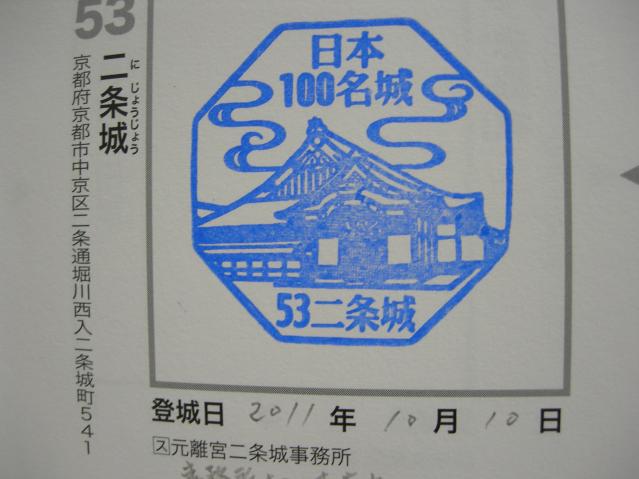 53
二条城
にじょうじょう
京都府京都市中京区二条通堀川西入二条城町541
日本
100名城
53二条城
登城日 2011 年 10 月 10 日
ス元離宮二条城事務所